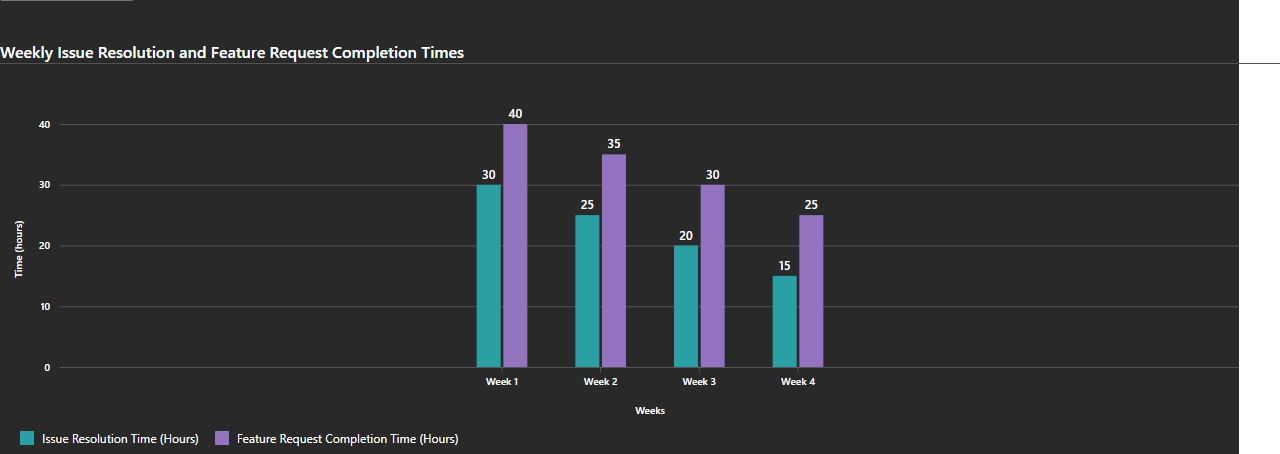 Weekly Issue Resolution and Feature Request Completion Times
40
30
20
10
0
Time (hours)
30
40
25
35
20
30
15
25
Week 1
Week 2
Week 3
Week 4
Weeks
Issue Resolution Time (Hours)
Feature Request Completion Time (Hours)